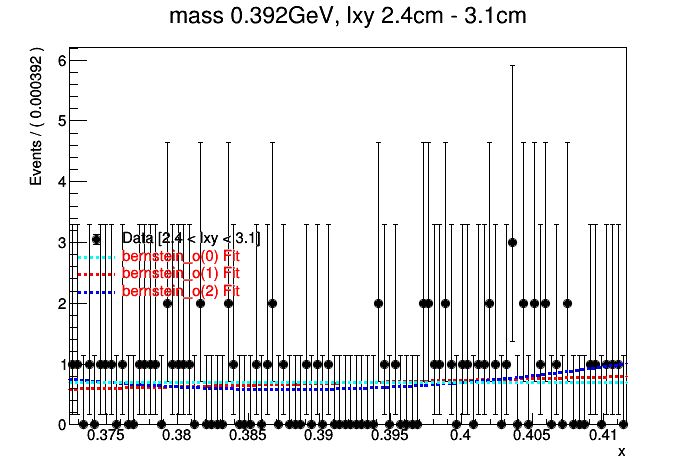 mass 0.392GeV, lxy 2.4cm - 3.1cm
Events / ( 0.000392 )
6
5
4
3
2
1
0
Data [2.4 < lxy < 3.1]
bernstein_o(0) Fit
bernstein_o(1) Fit
bernstein_o(2) Fit
0.375 0.38 0.385 0.39 0.395 0.4 0.405 0.41
x